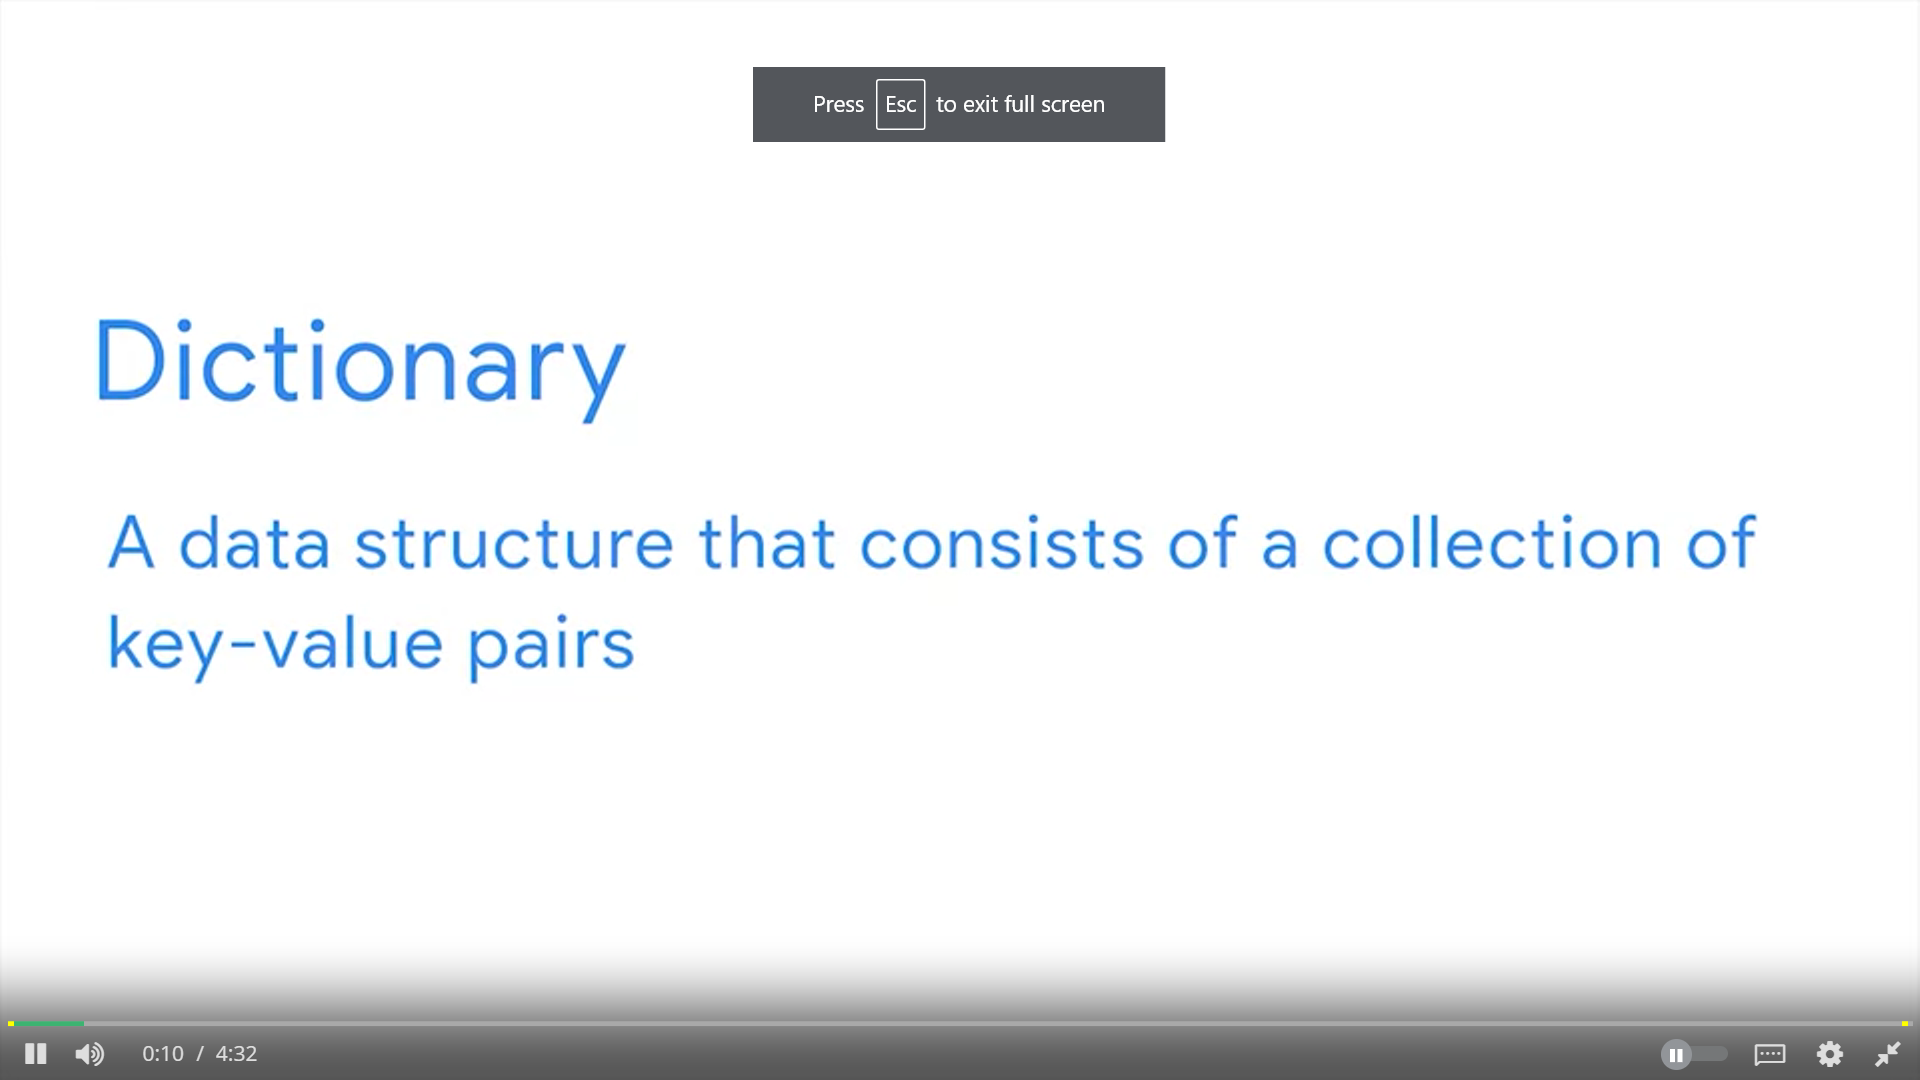 Press Esc to exit full screen
Dictionary
A data structure that consists of a collection of
key-value pairs
0:10 / 4:32